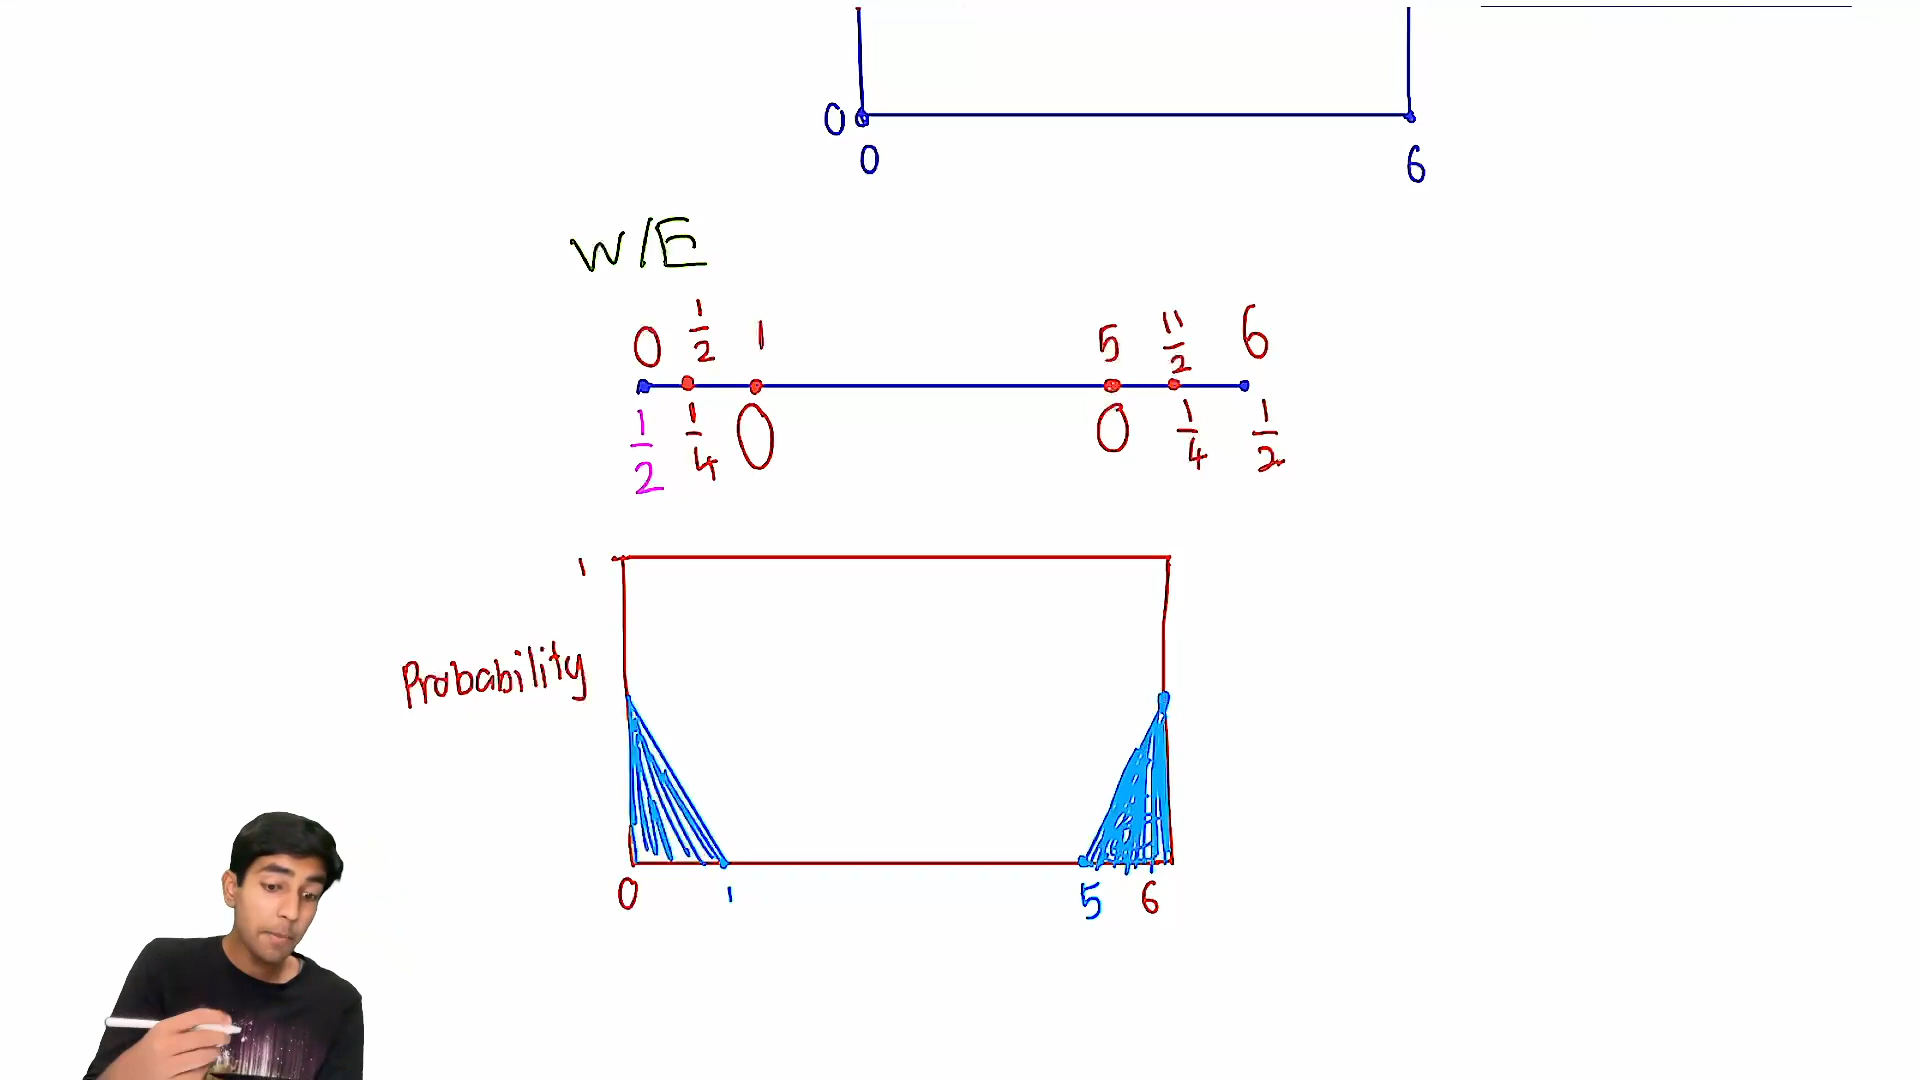 0
0 6
W/E
0 1/2 1 5 11/2 6
1/2 1/4 0 0 1/4 1/2
1
Probability
0 1 5 6